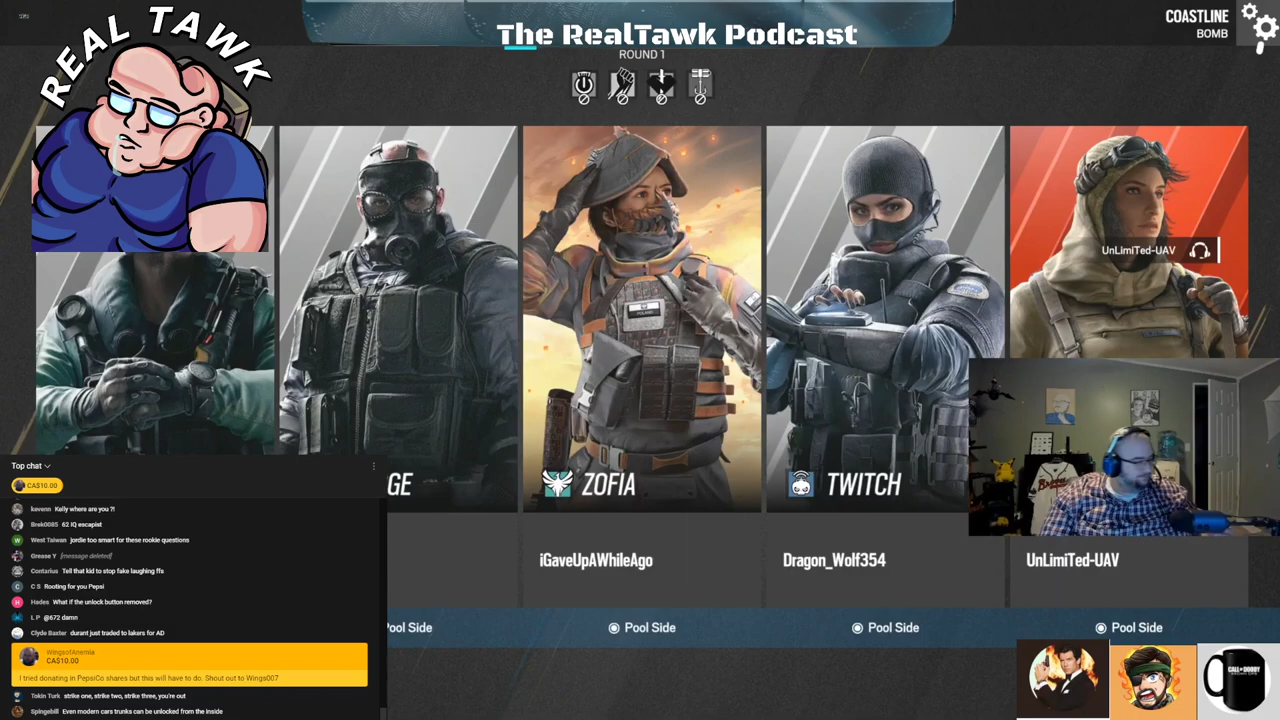 REAL TAWK
The RealTawk Podcast
ROUND 1
COASTLINE
BOMB
UnLimiTed-UAV
GE
ZOFIA
TWITCH
iGaveUpAWhileAgo
Dragon_Wolf354
UnLimiTed-UAV
Pool Side
Pool Side
Pool Side
Pool Side
Top chat
CA$10.00
kavann Kelly where are you ?!
Brek0085 62 IQ escapist
West Taiwan jordie too smart for these rookie questions
Grease Y [message deleted]
Contarius Tell that kid to stop fake laughing ffs
C S Rooting for you Pepsi
Hades What if the unlock button removed?
L P @672 damn
Clyde Baxter durant just traded to lakers for AD
WingsofAnemia
CA$10.00
I tried donating in PepsiCo shares but this will have to do. Shout out to Wings007
Tokin Turk strike one, strike two, strike three, you're out
Spingebill Even modern cars trunks can be unlocked from the inside
CALL OF DOODY